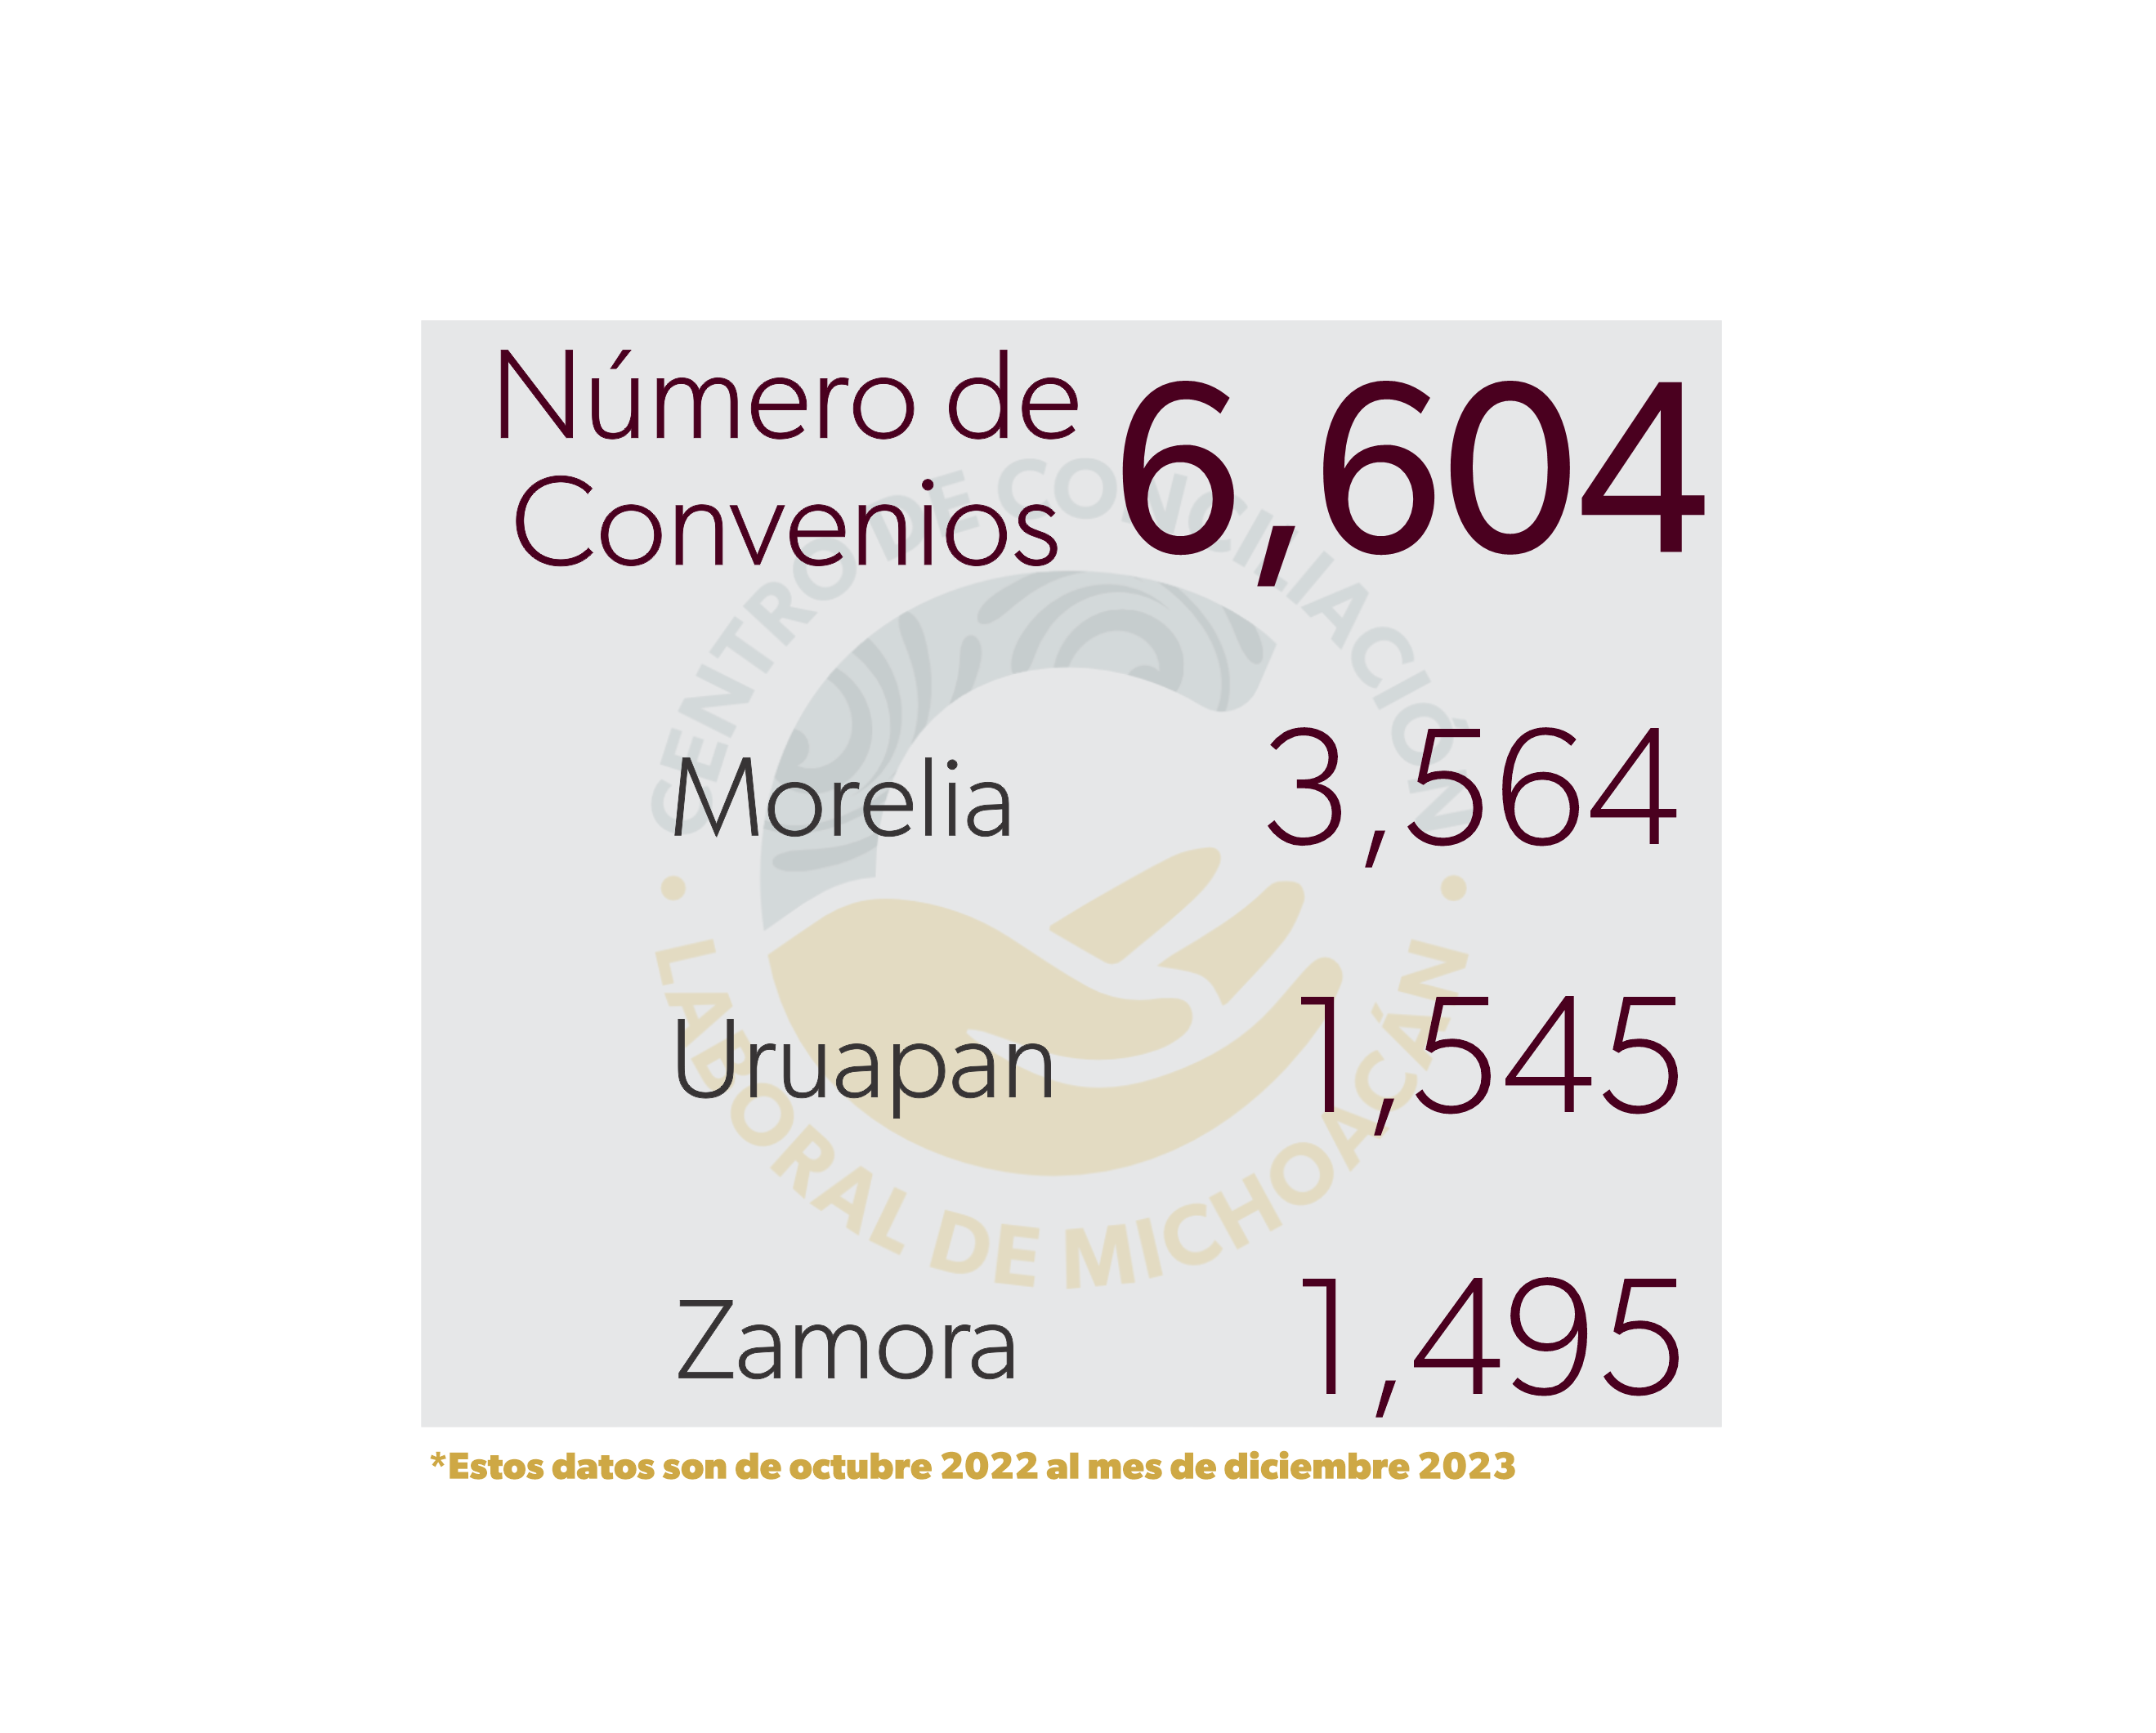 Número de
Convenios
6,604
CENTRO DE CONCILIACIÓN
Morelia 3,564
Uruapan 1,545
LABORAL DE MICHOACÁN
Zamora 1,495
*Estos datos son de octubre 2022 al mes de diciembre 2023